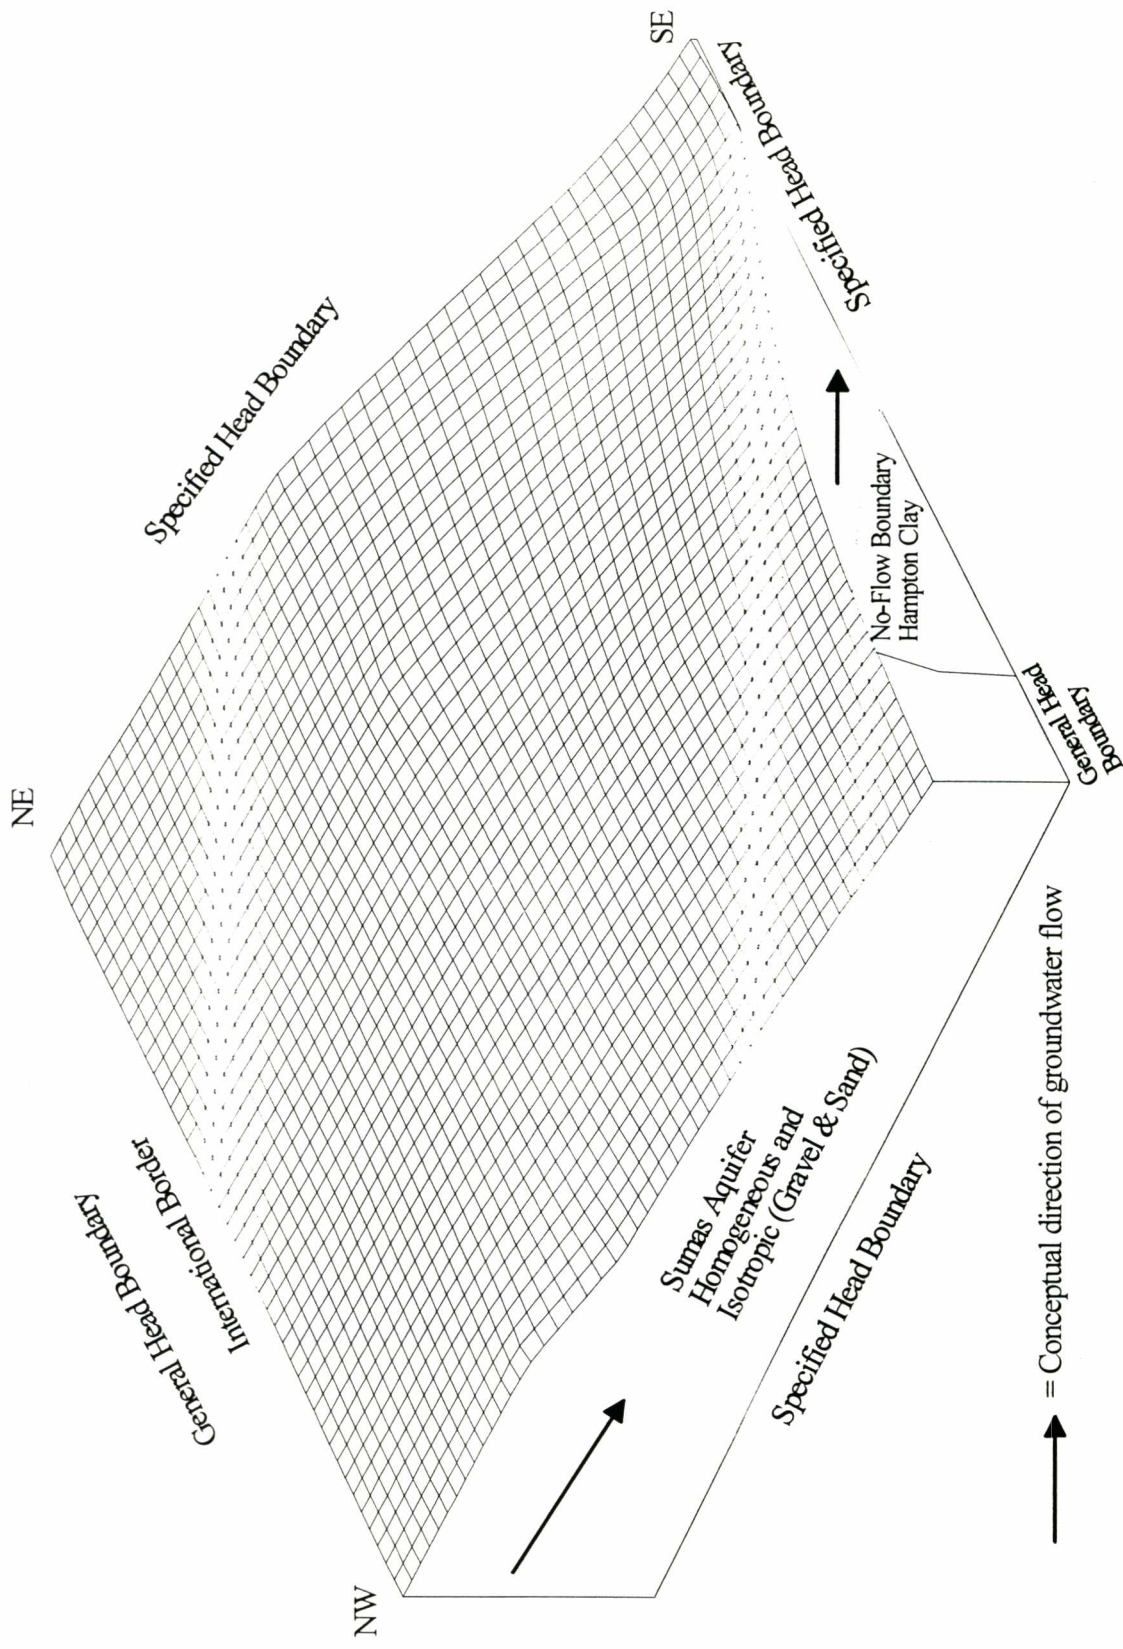 NE
SE
NW
General Head Boundary
International Border
Specified Head Boundary
Specified Head Boundary
Sumas Aquifer
Homogeneous and
Isotropic (Gravel & Sand)
No-Flow Boundary
Hampton Clay
Specified Head Boundary
General Head
Boundary
= Conceptual direction of groundwater flow